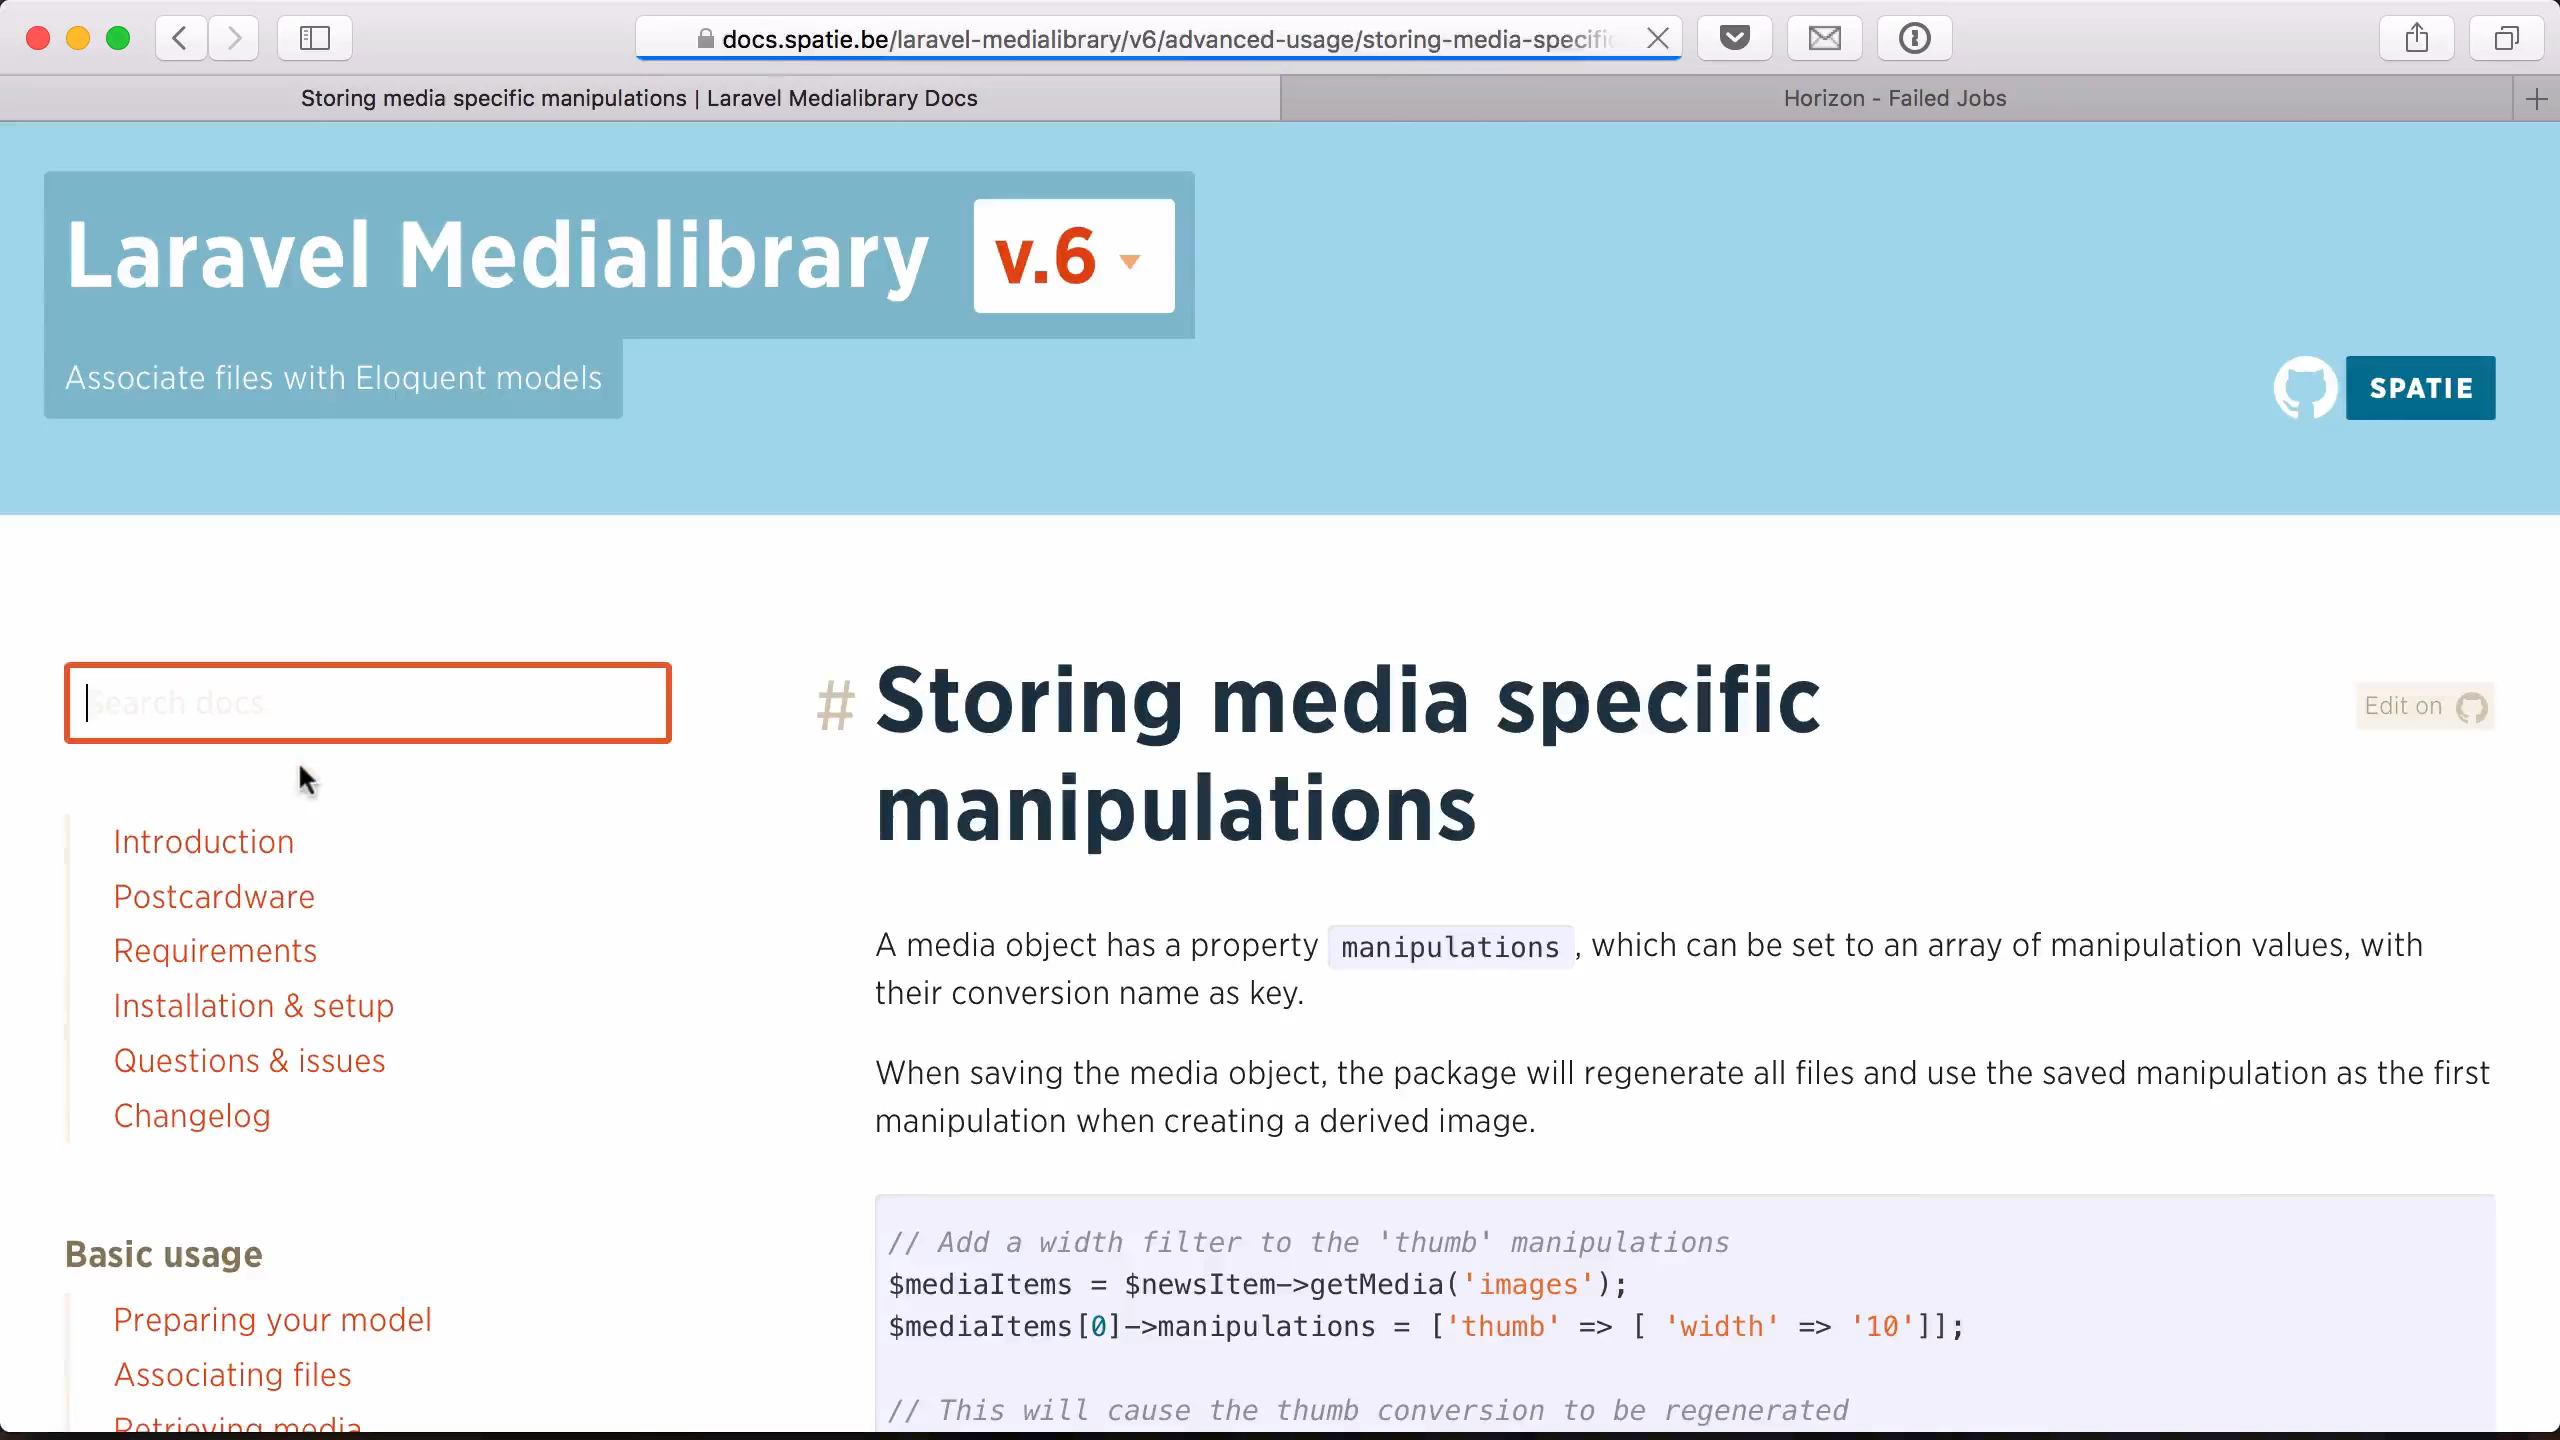 docs.spatie.be/laravel-medialibrary/v6/advanced-usage/storing-media-specific
Storing media specific manipulations | Laravel Medialibrary Docs
Horizon - Failed Jobs
Laravel Medialibrary v.6
Associate files with Eloquent models
SPATIE
Search docs
# Storing media specific
manipulations
Edit on
Introduction
Postcardware
Requirements
Installation & setup
Questions & issues
Changelog
Basic usage
Preparing your model
Associating files
Retrieving media
A media object has a property manipulations, which can be set to an array of manipulation values, with
their conversion name as key.
When saving the media object, the package will regenerate all files and use the saved manipulation as the first
manipulation when creating a derived image.
// Add a width filter to the 'thumb' manipulations
$mediaItems = $newsItem->getMedia('images');
$mediaItems[0]->manipulations = ['thumb' => [ 'width' => '10']];
// This will cause the thumb conversion to be regenerated